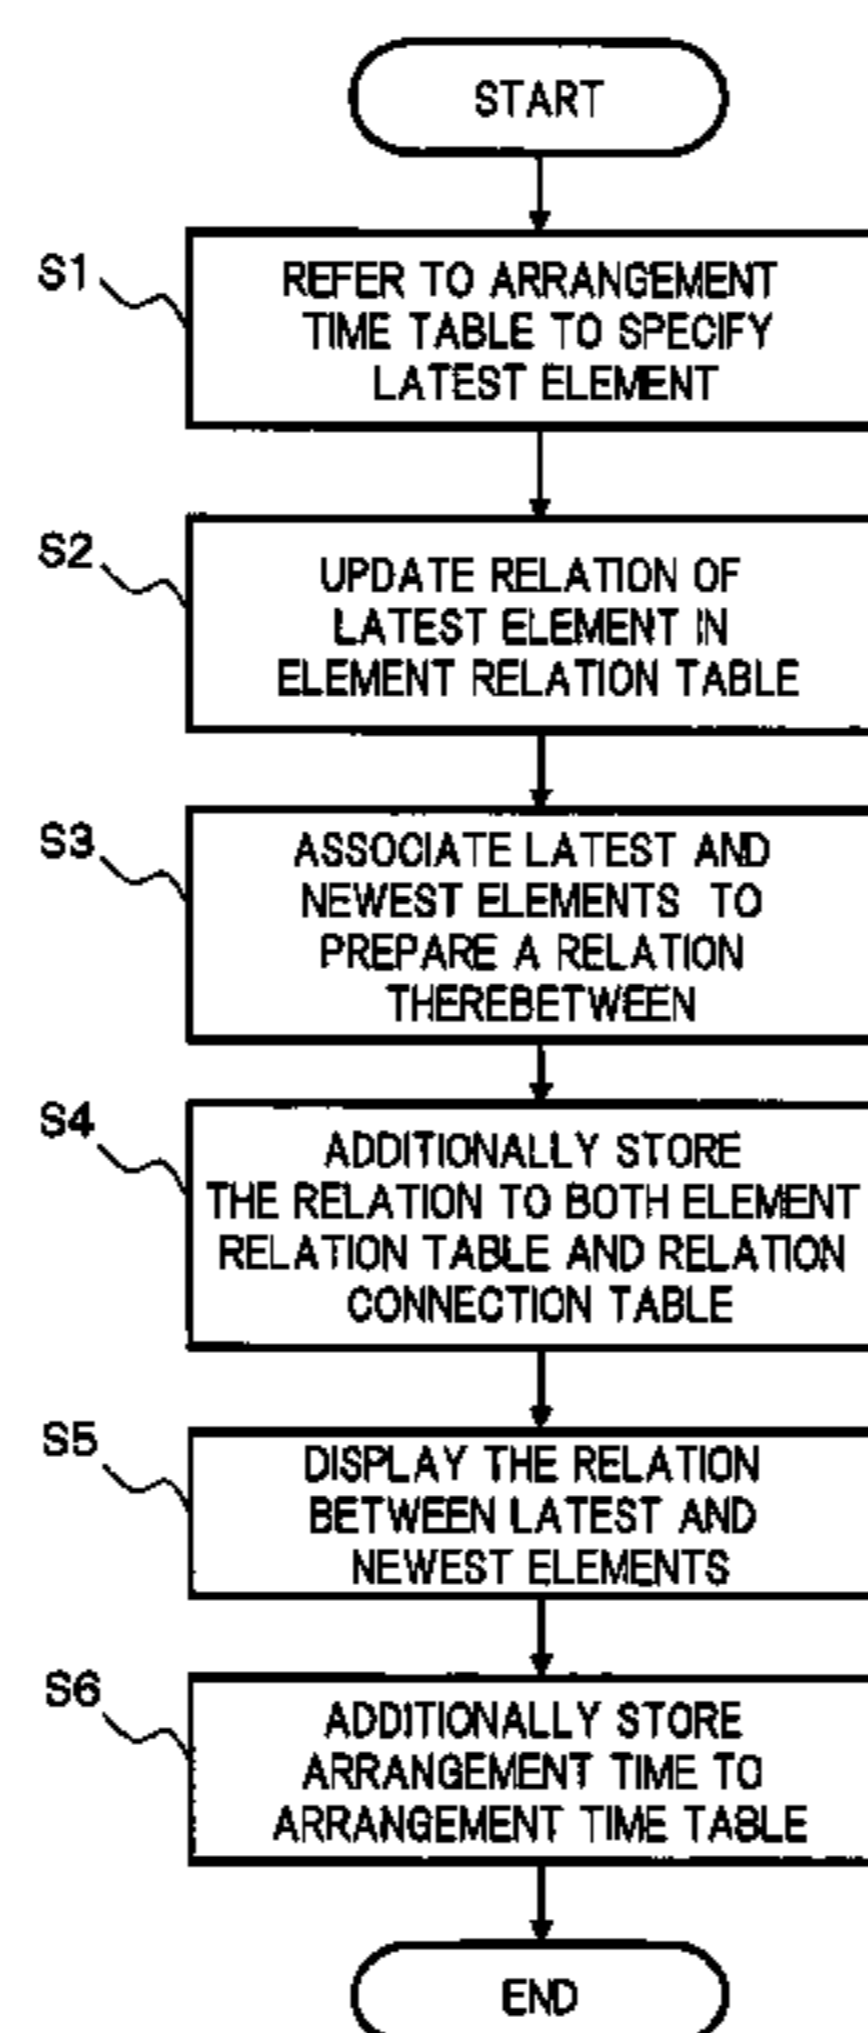 START
S1
REFER TO ARRANGEMENT
TIME TABLE TO SPECIFY
LATEST ELEMENT
S2
UPDATE RELATION OF
LATEST ELEMENT IN
ELEMENT RELATION TABLE
S3
ASSOCIATE LATEST AND
NEWEST ELEMENTS TO
PREPARE A RELATION
THEREBETWEEN
S4
ADDITIONALLY STORE
THE RELATION TO BOTH ELEMENT
RELATION TABLE AND RELATION
CONNECTION TABLE
S5
DISPLAY THE RELATION
BETWEEN LATEST AND
NEWEST ELEMENTS
S6
ADDITIONALLY STORE
ARRANGEMENT TIME TO
ARRANGEMENT TIME TABLE
END